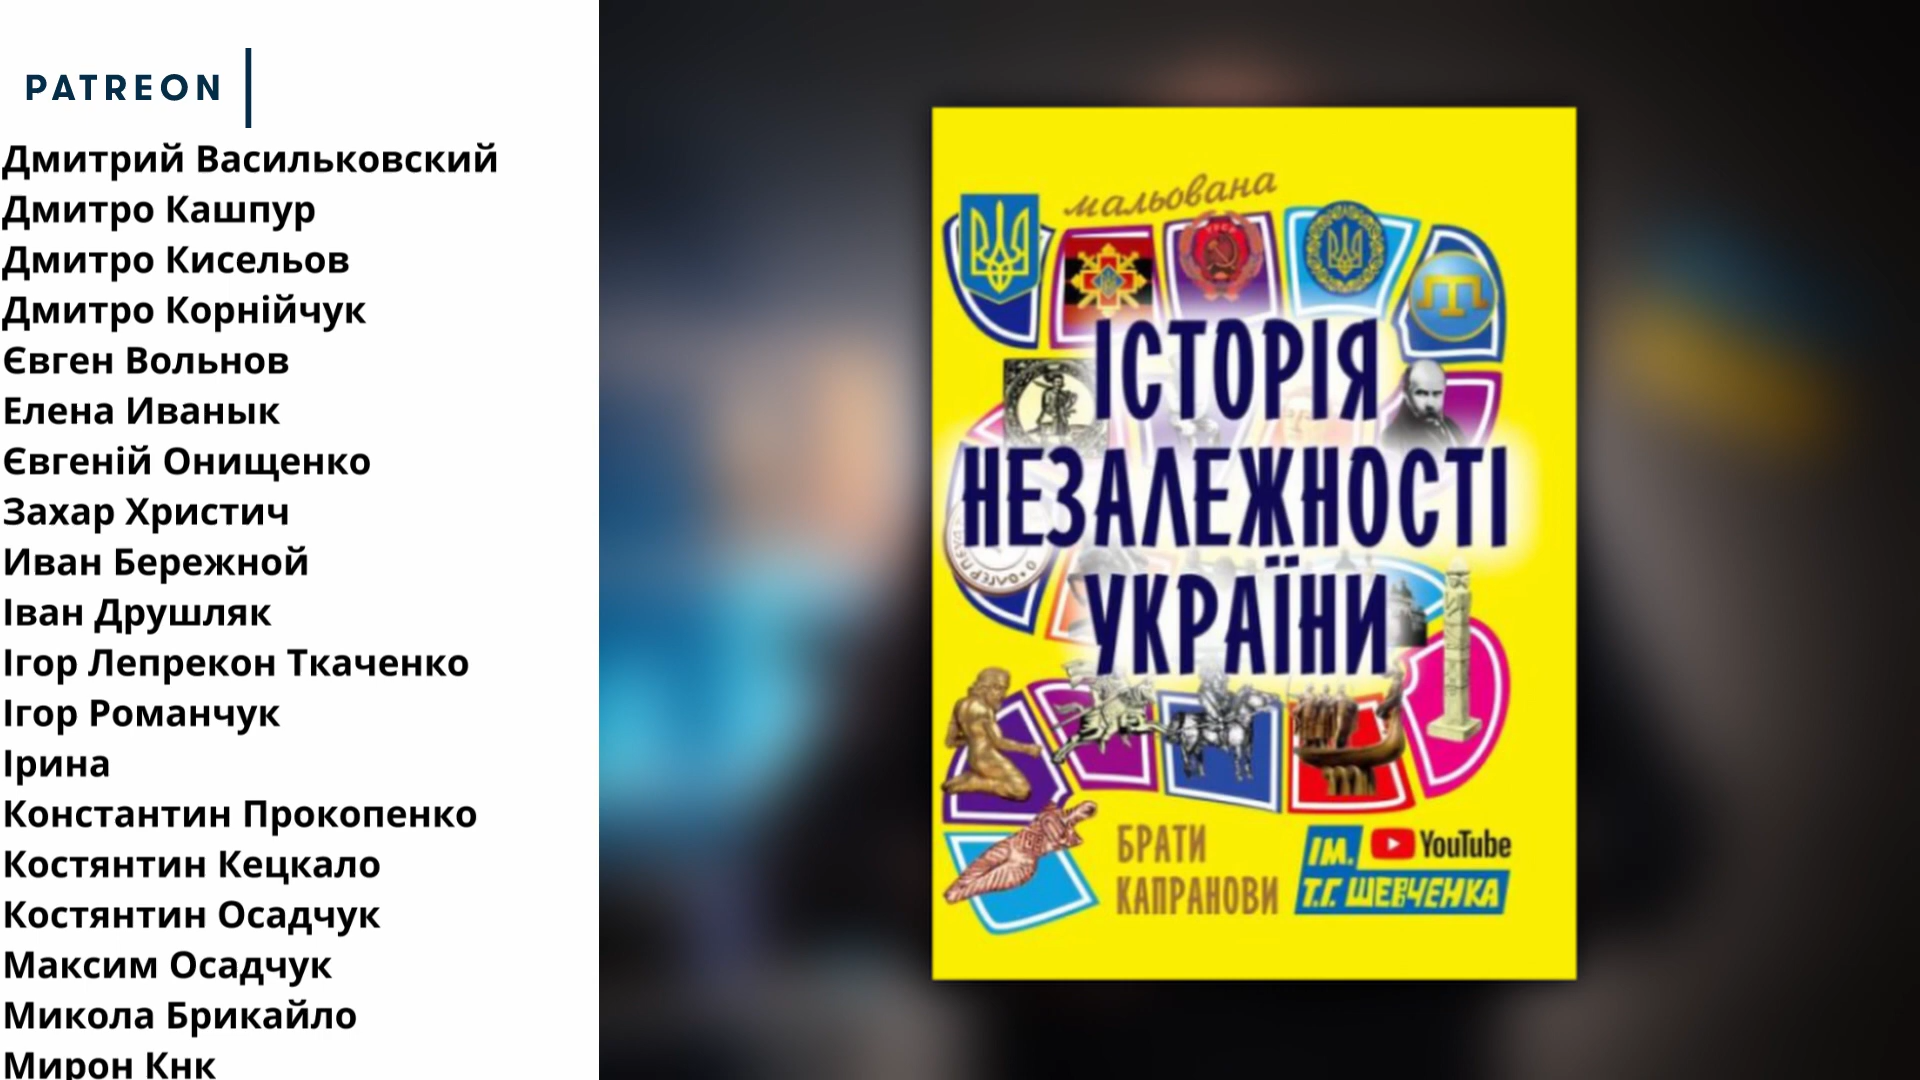 PATREON
Дмитрий Васильковский
Дмитро Кашпур
Дмитро Кисельов
Дмитро Корнійчук
Євген Вольнов
Елена Иванык
Євгеній Онищенко
Захар Христич
Иван Бережной
Іван Друшляк
Ігор Лепрекон Ткаченко
Ігор Романчук
Ірина
Константин Прокопенко
Костянтин Кецкало
Костянтин Осадчук
Максим Осадчук
Микола Брикайло
Мирон Кнк
мальована
УРСР
ІСТОРІЯ
НЕЗАЛЕЖНОСТІ
УКРАЇНИ
БРАТИ
КАПРАНОВИ
ІМ. YouTube
Т.Г. ШЕВЧЕНКА